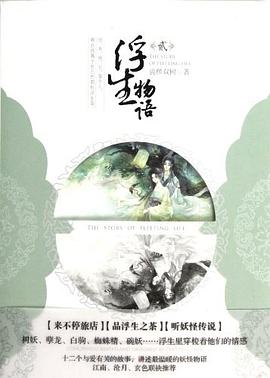 贰
THE STORY
OF FLEETING LIFE
裟椤双树 著
浮生物语
THE STORY OF FLEETING LIFE
【来不停旅店】【品浮生之茶】【听妖怪传说】
树妖、孽龙、白驹、蜘蛛精、碗妖……浮生里穿梭着他们的情感
十二个与爱有关的故事,讲述最温暖的妖怪物语
江南、沧月、玄色联袂推荐